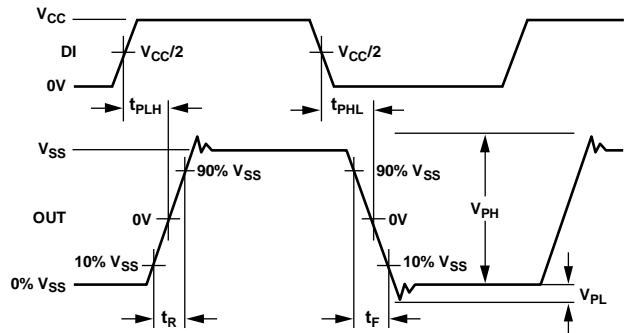 VCC
DI
VCC/2
VCC/2
0V
tPLH
tPHL
VSS
90% VSS
90% VSS
VPH
OUT
0V
0V
10% VSS
10% VSS
0% VSS
VPL
tR
tF